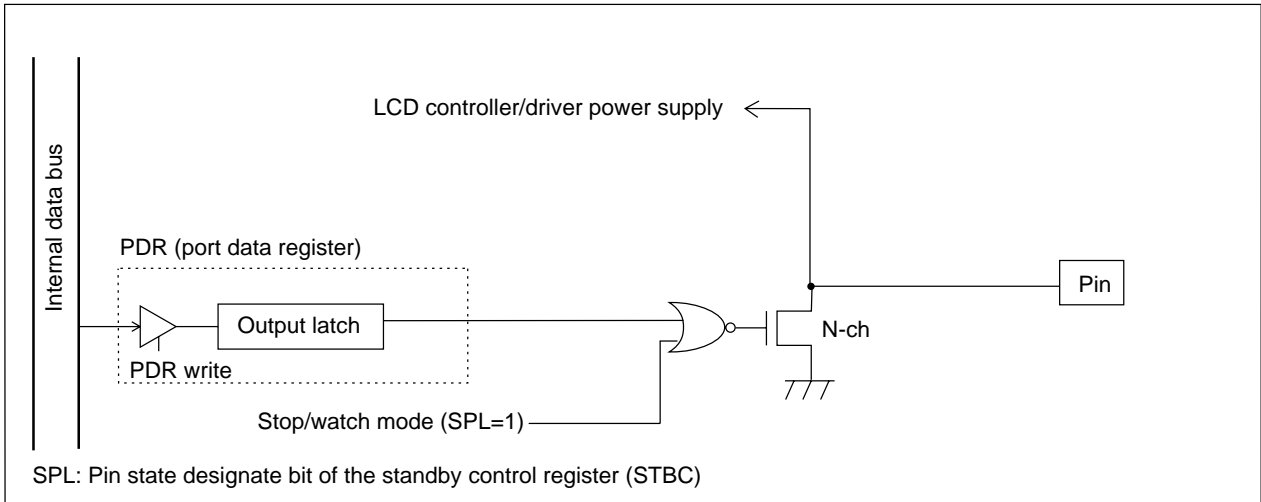 LCD controller/driver power supply
Internal data bus
PDR (port data register)
Pin
Output latch
N-ch
PDR write
Stop/watch mode (SPL=1)
SPL: Pin state designate bit of the standby control register (STBC)